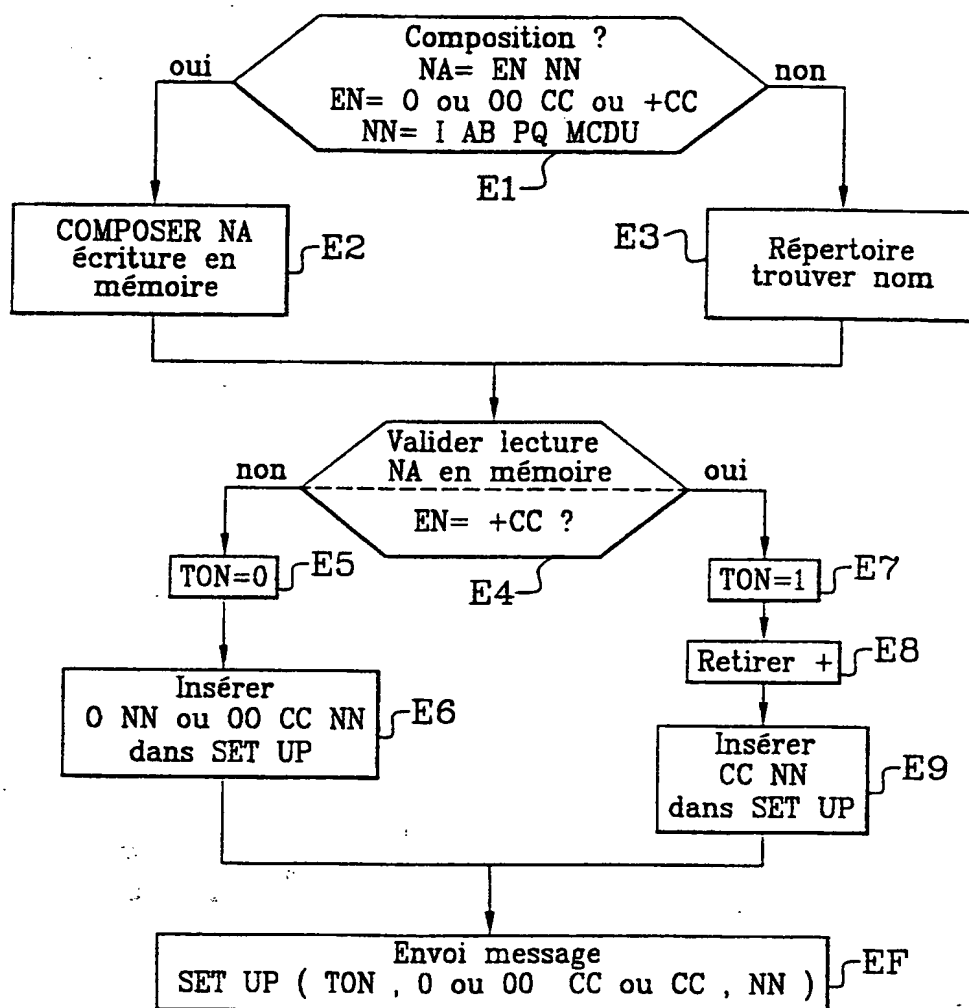 Composition ?
oui
NA= EN NN
non
EN= 0 ou 00 CC ou +CC
NN= I AB PQ MCDU
E1
COMPOSER NA
écriture en
mémoire
E2
E3
Répertoire
trouver nom
Valider lecture
NA en mémoire
non
oui
EN= +CC ?
E4
TON=0
E5
TON=1
E7
Retirer +
E8
Insérer
0 NN ou 00 CC NN
dans SET UP
E6
Insérer
CC NN
dans SET UP
E9
Envoi message
SET UP ( TON , 0 ou 00 CC ou CC , NN )
EF